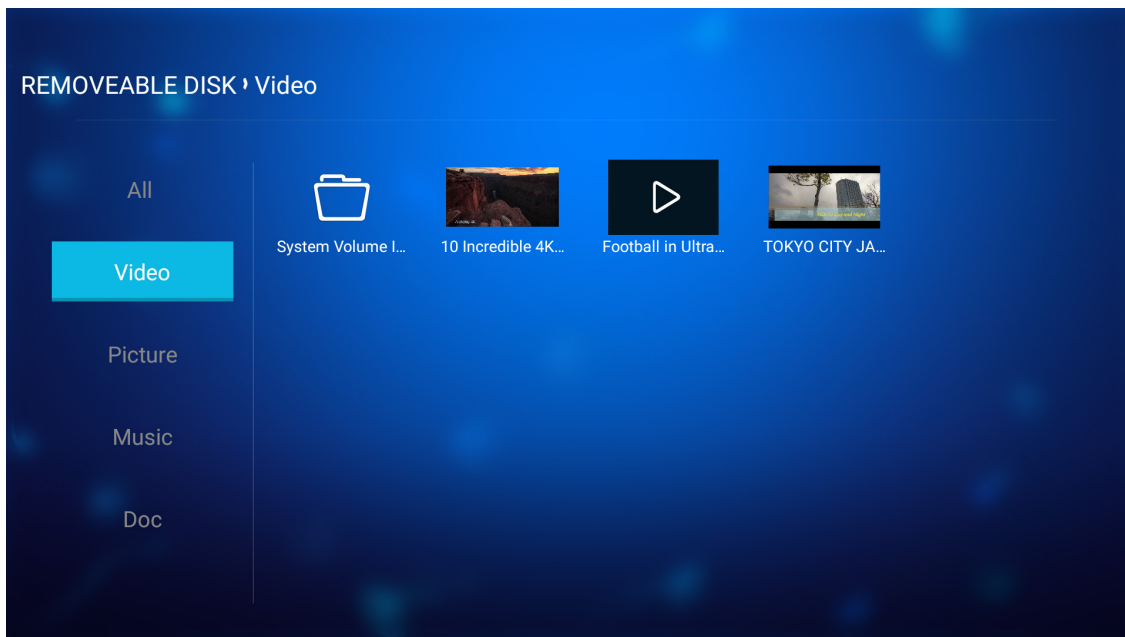 REMOVEABLE DISK Video
All
Video
Picture
Music
Doc
System Volume I...
10 Incredible 4K...
Football in Ultra...
TOKYO CITY JA...